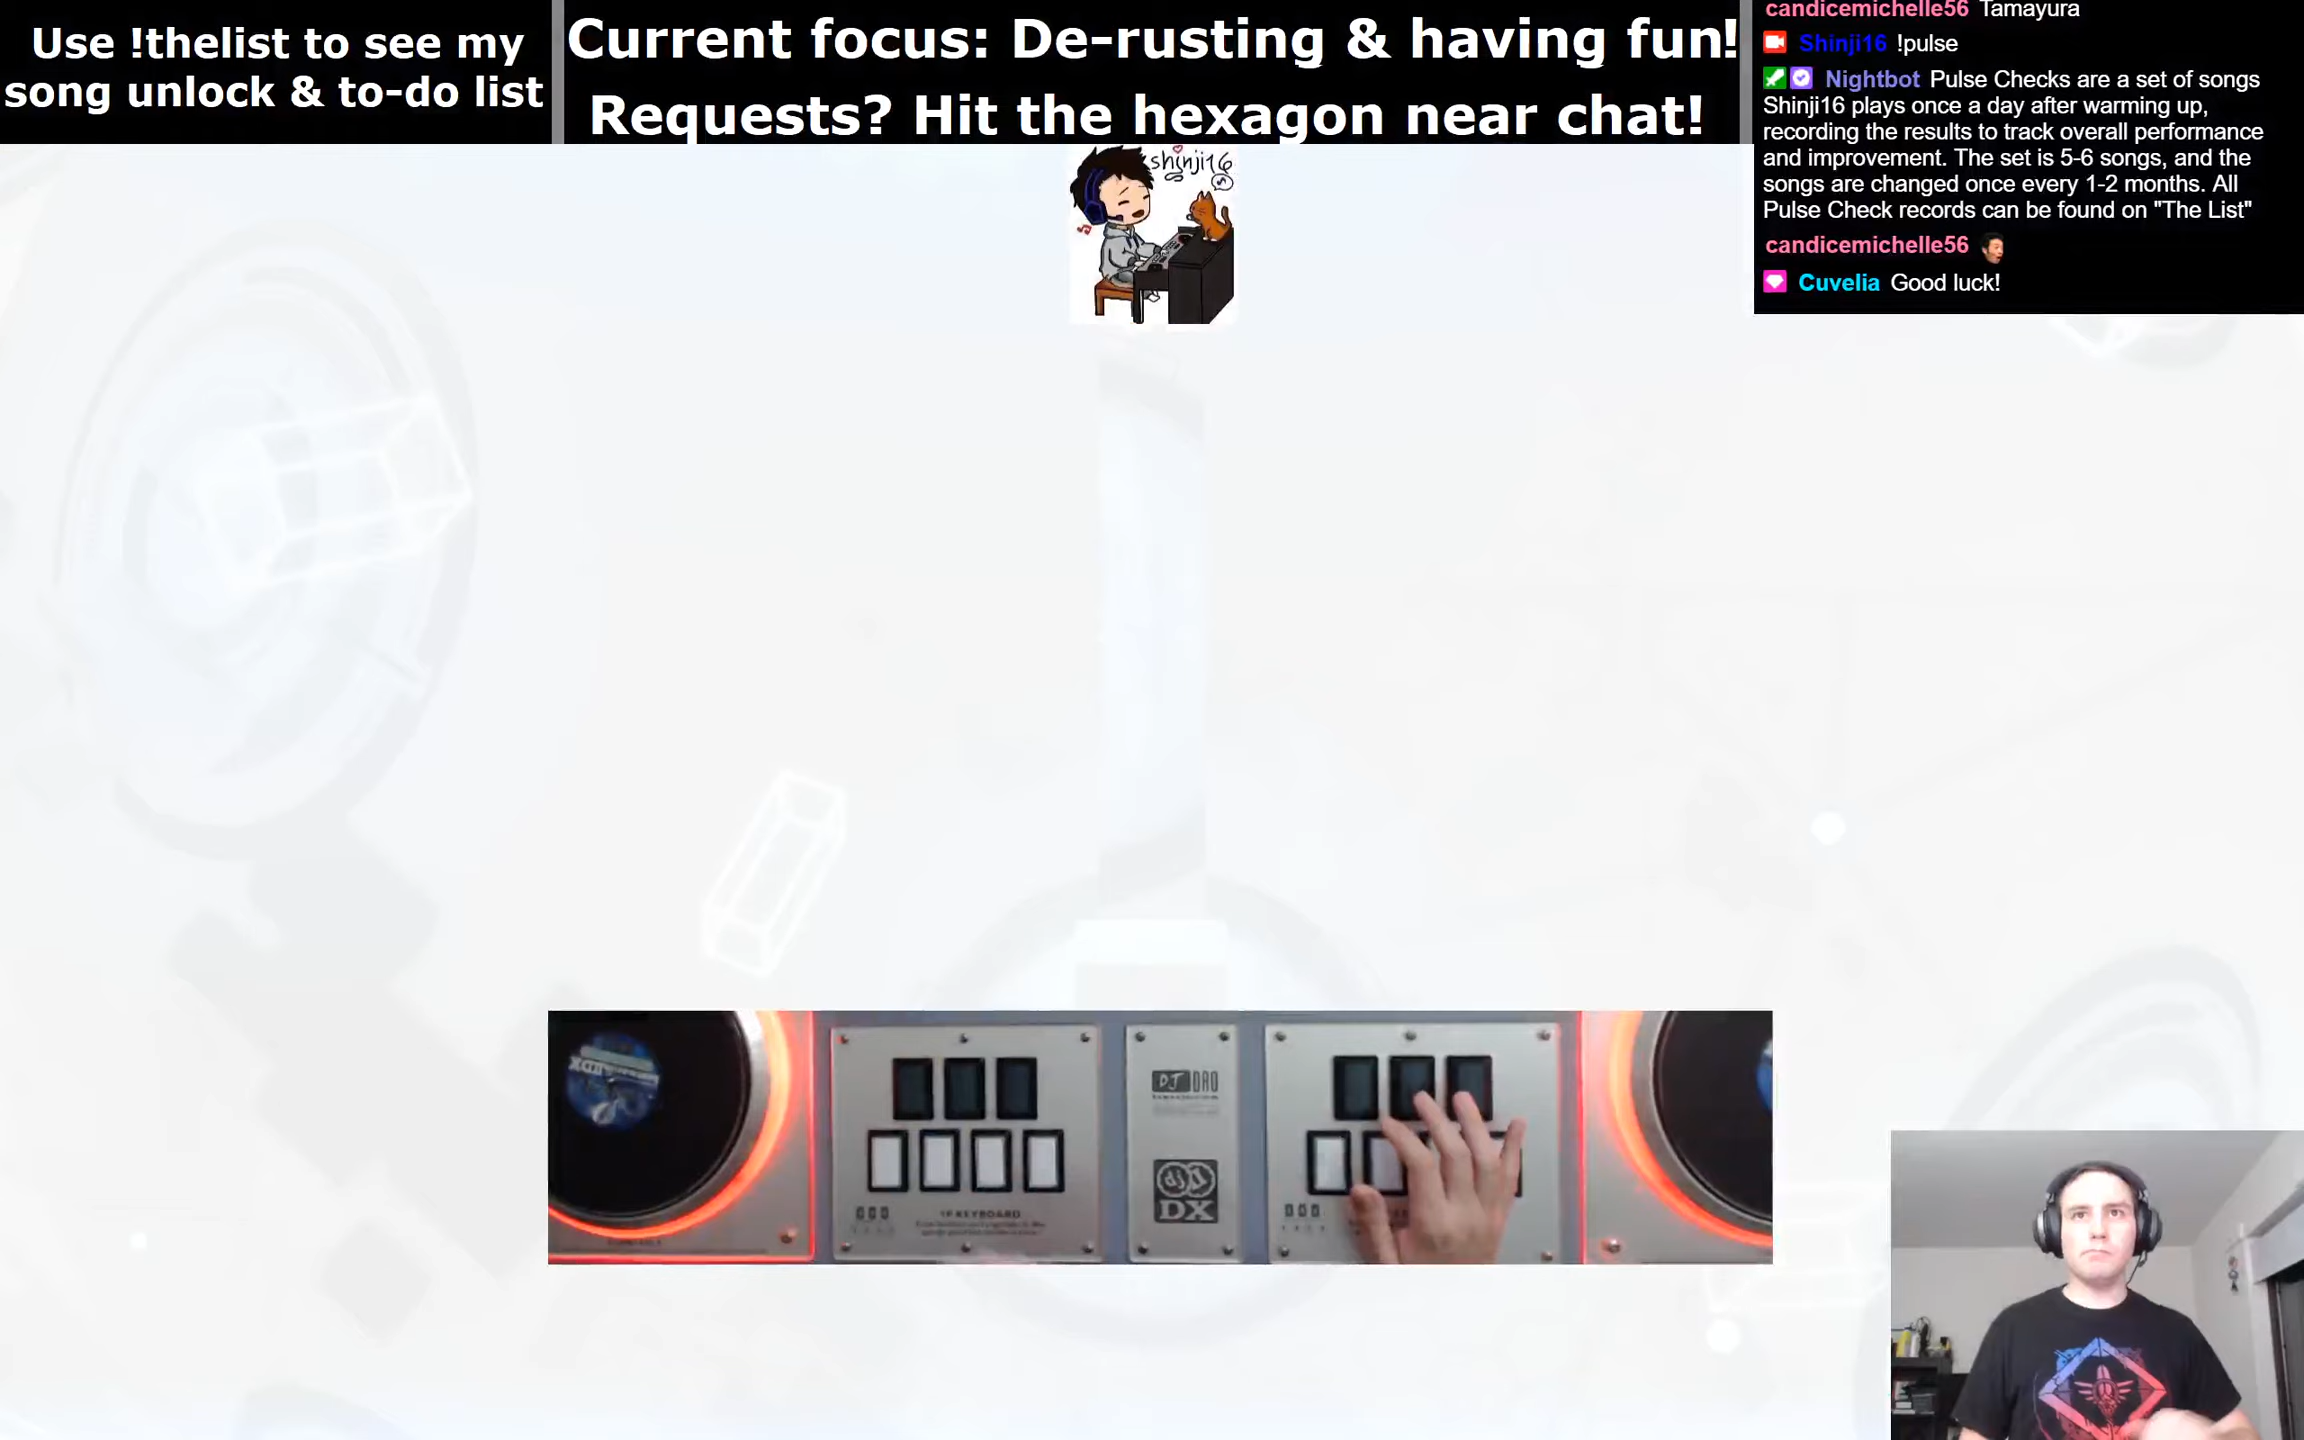 Use !thelist to see my
song unlock & to-do list
Current focus: De-rusting & having fun!
Requests? Hit the hexagon near chat!
candicemichelle56 Tamayura
Shinji16 !pulse
Nightbot Pulse Checks are a set of songs
Shinji16 plays once a day after warming up,
recording the results to track overall performance
and improvement. The set is 5-6 songs, and the
songs are changed once every 1-2 months. All
Pulse Check records can be found on "The List"
candicemichelle56
Cuvelia Good luck!
shinji16
DJ DAO
DX
1P KEYBOARD